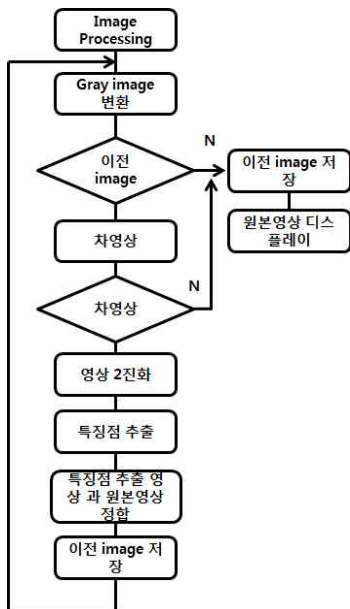 Image
Processing
Gray image
변환
N
이전
image
이전 image 저
장
차영상
원본영상 디스
플레이
N
차영상
영상 2진화
특징점 추출
특징점 추출 영
상 과 원본영상
정합
이전 image 저
장